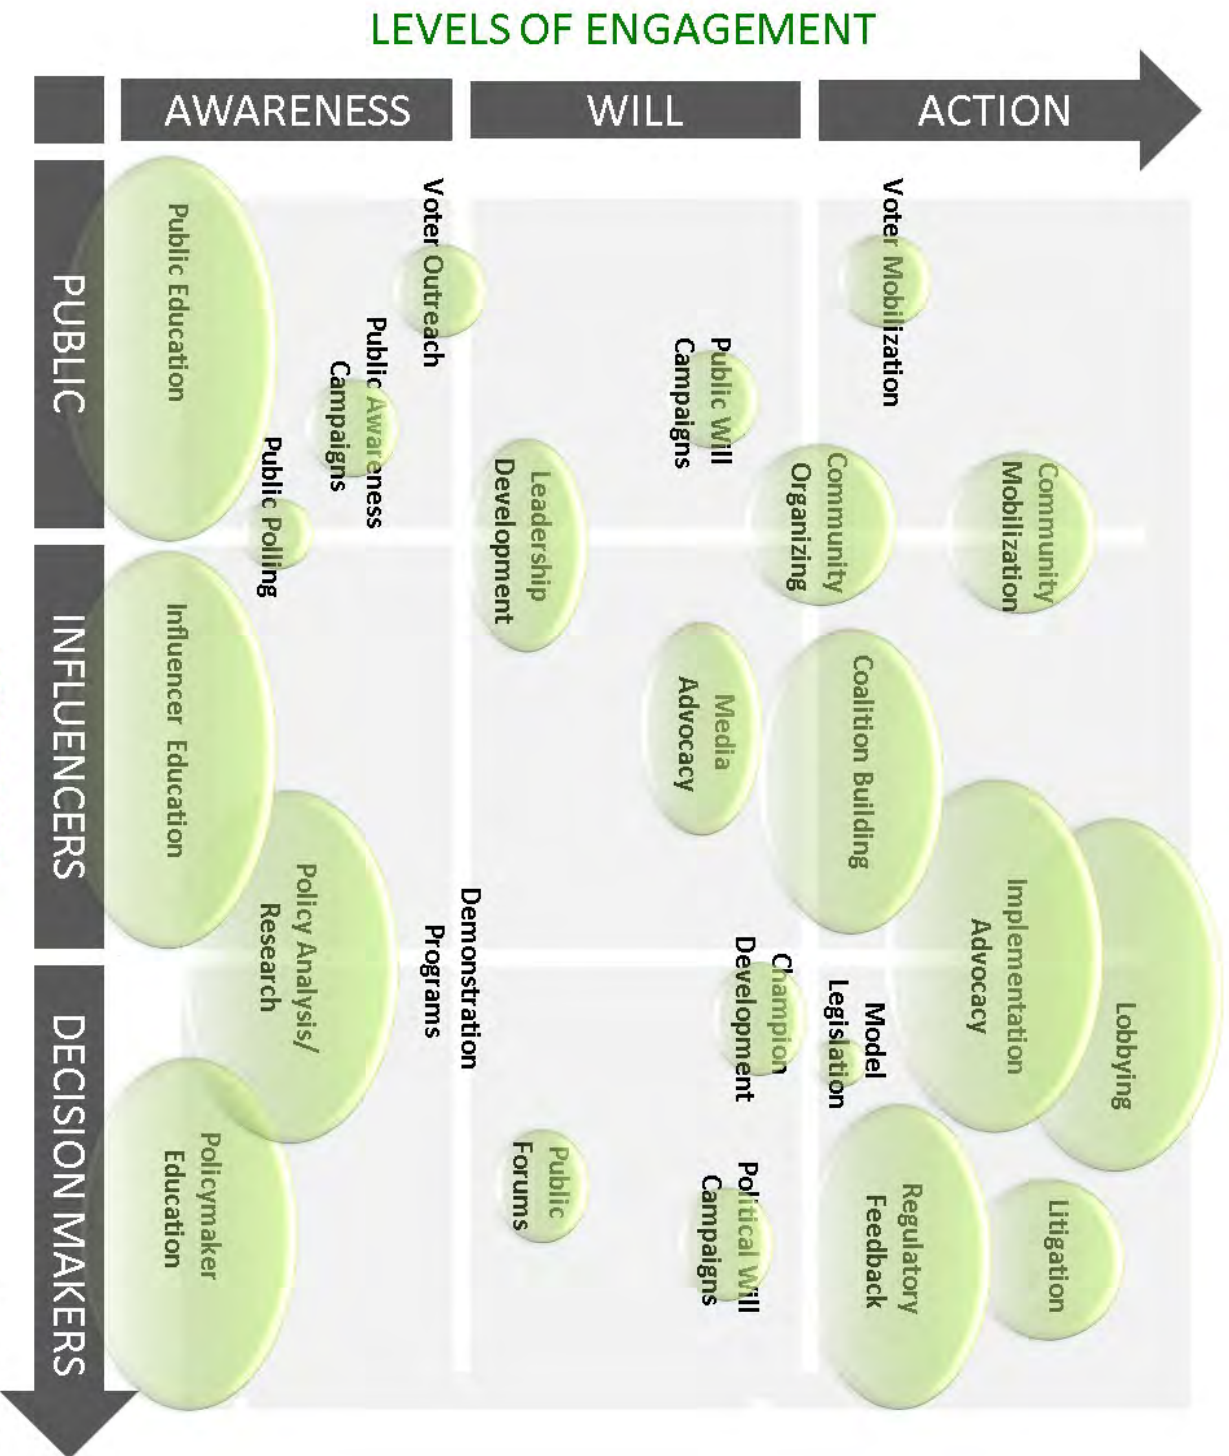 LEVELS OF ENGAGEMENT
AWARENESS
WILL
ACTION
PUBLIC
INFLUENCERS
DECISION MAKERS
Public Education
Voter Outreach
Public Awareness
Campaigns
Public Polling
Public Will
Campaigns
Voter Mobilization
Leadership
Development
Community
Organizing
Community
Mobilization
Influencer Education
Media
Advocacy
Coalition Building
Policy Analysis/
Research
Demonstration
Programs
Champion
Development
Model
Legislation
Implementation
Advocacy
Lobbying
Policymaker
Education
Public
Forums
Political Will
Campaigns
Regulatory
Feedback
Litigation